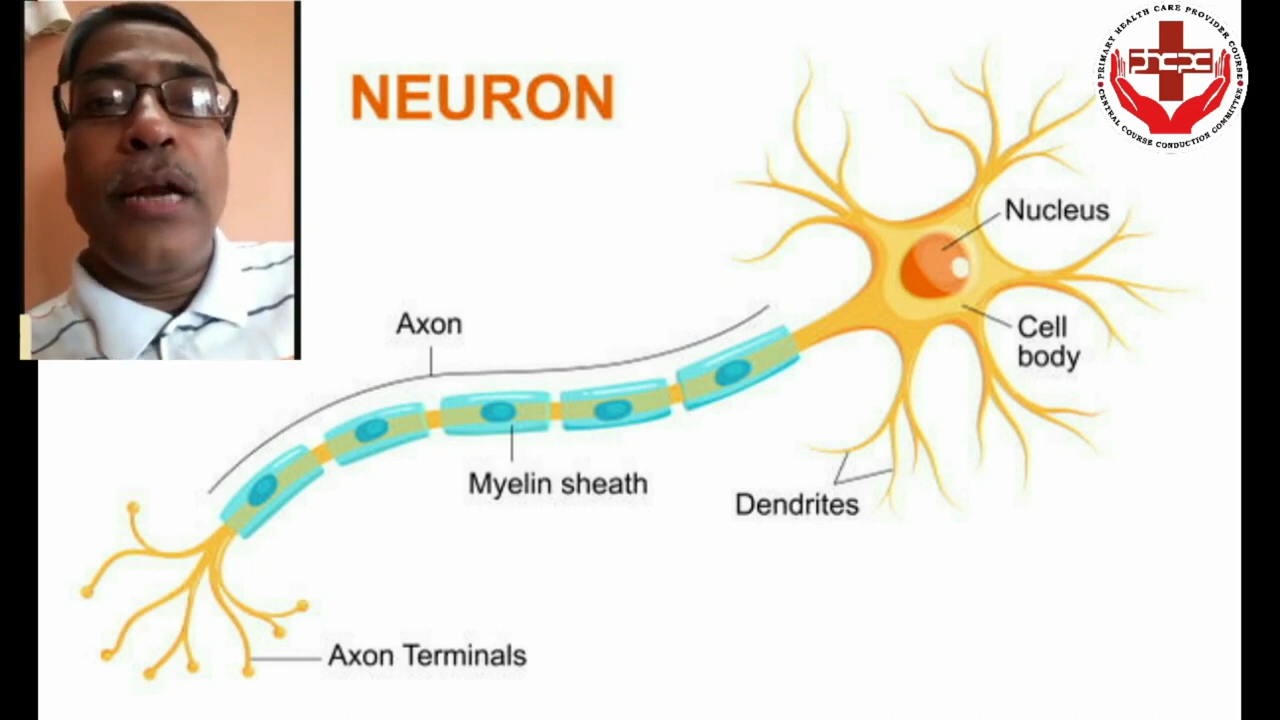 NEURON
PRIMARY HEALTH CARE PROVIDER COURSE
phcpc
CENTRAL COURSE CONDUCTION COMMITTEE
Nucleus
Axon
Cell
body
Myelin sheath
Dendrites
Axon Terminals